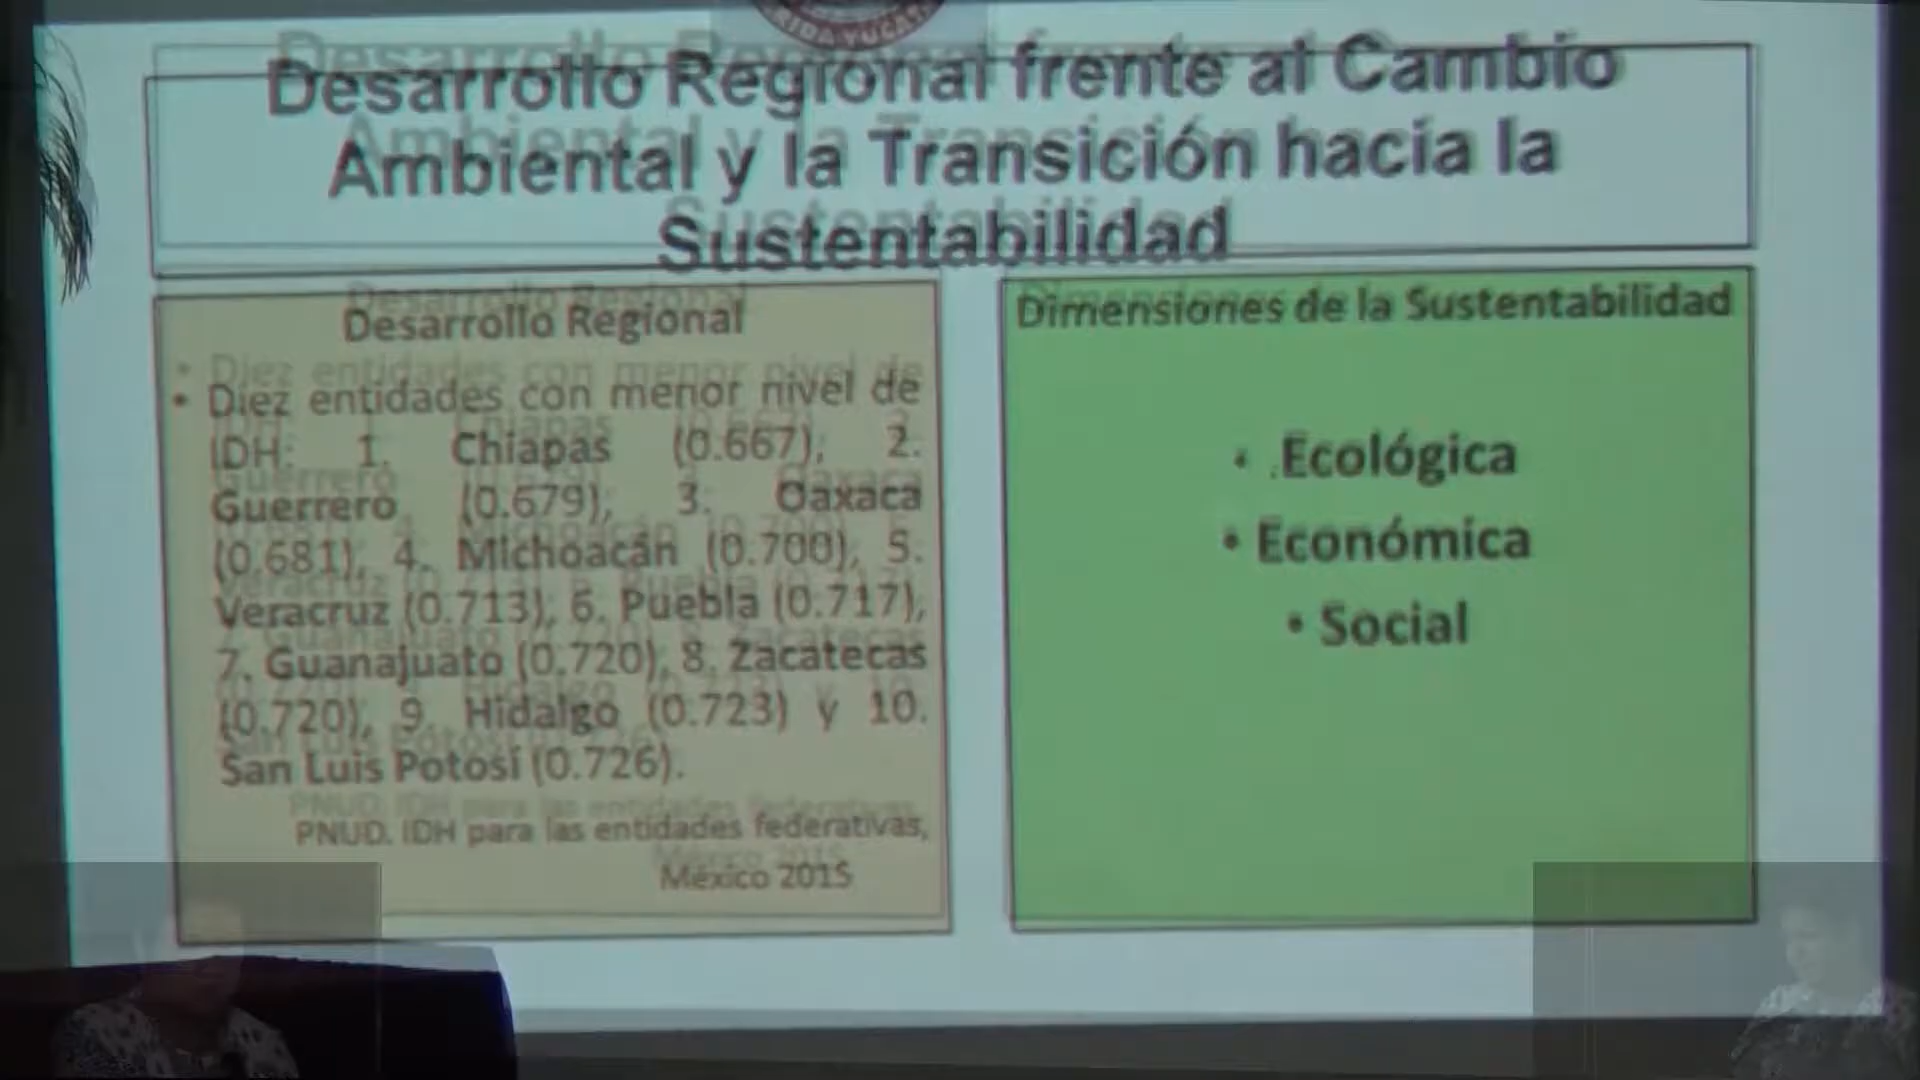 RIDA YUCAT
Desarrollo Regional frente al Cambio
Ambiental y la Transición hacia la
Sustentabilidad
Desarrollo Regional
• Diez entidades con menor nivel de
IDH: 1. Chiapas (0.667), 2.
Guerrero (0.679), 3. Oaxaca
(0.681), 4. Michoacán (0.700), 5.
Veracruz (0.713), 6. Puebla (0.717),
7. Guanajuato (0.720), 8. Zacatecas
(0.720), 9. Hidalgo (0.723) y 10.
San Luis Potosí (0.726).
PNUD. IDH para las entidades federativas,
México 2015
Dimensiones de la Sustentabilidad
• .Ecológica
• Económica
• Social